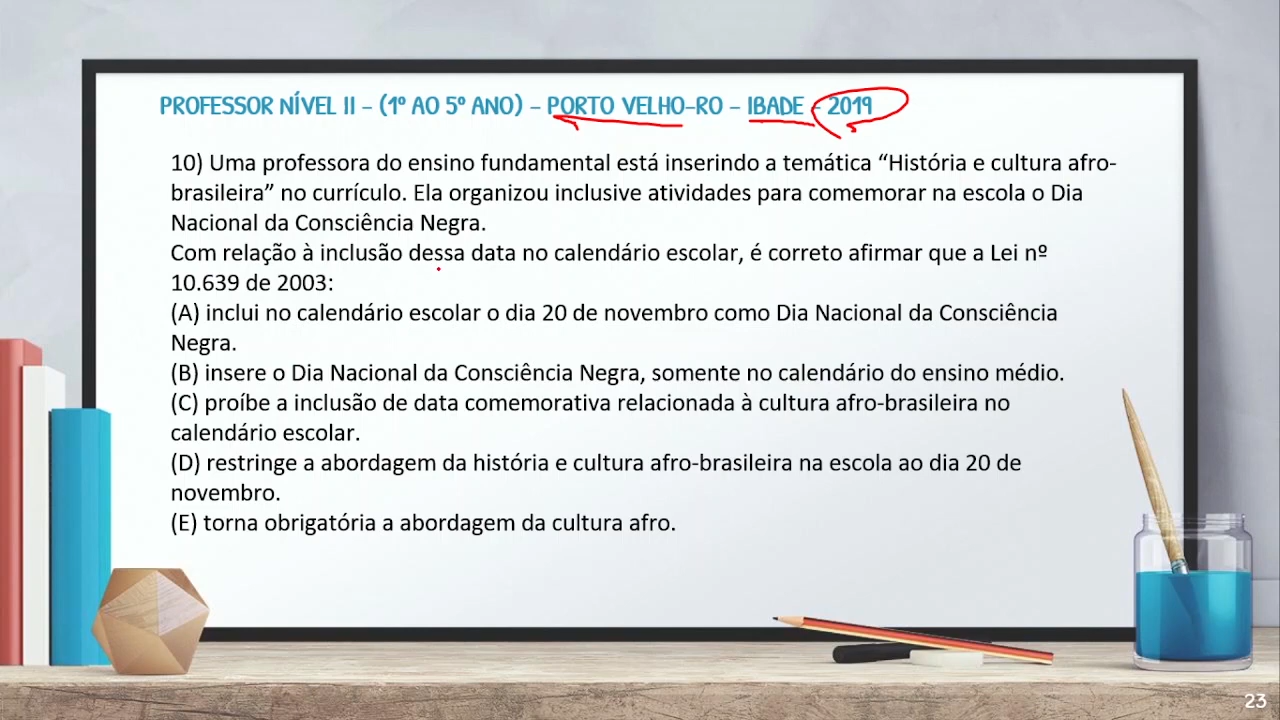 PROFESSOR NÍVEL II – (1º AO 5º ANO) – PORTO VELHO-RO – IBADE – 2019
10) Uma professora do ensino fundamental está inserindo a temática “História e cultura afro-
brasileira” no currículo. Ela organizou inclusive atividades para comemorar na escola o Dia
Nacional da Consciência Negra.
Com relação à inclusão dessa data no calendário escolar, é correto afirmar que a Lei nº
10.639 de 2003:
(A) inclui no calendário escolar o dia 20 de novembro como Dia Nacional da Consciência
Negra.
(B) insere o Dia Nacional da Consciência Negra, somente no calendário do ensino médio.
(C) proíbe a inclusão de data comemorativa relacionada à cultura afro-brasileira no
calendário escolar.
(D) restringe a abordagem da história e cultura afro-brasileira na escola ao dia 20 de
novembro.
(E) torna obrigatória a abordagem da cultura afro.
23